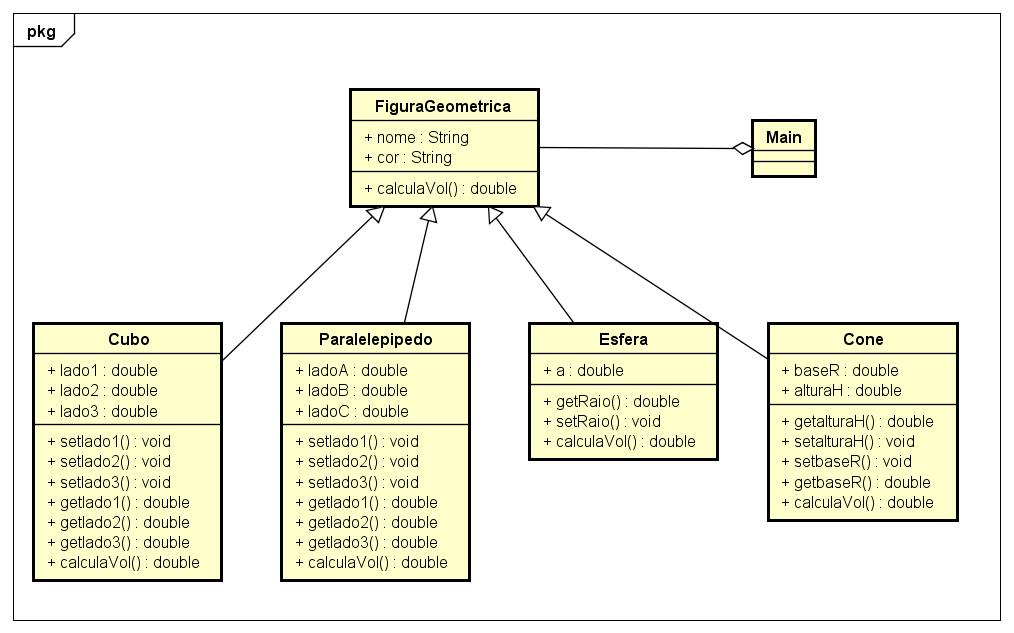 pkg
FiguraGeometrica
+ nome : String
+ cor : String
+ calculaVol() : double
Main
Cubo
+ lado1 : double
+ lado2 : double
+ lado3 : double
+ setlado1() : void
+ setlado2() : void
+ setlado3() : void
+ getlado1() : double
+ getlado2() : double
+ getlado3() : double
+ calculaVol() : double
Paralelepipedo
+ ladoA : double
+ ladoB : double
+ ladoC : double
+ setlado1() : void
+ setlado2() : void
+ setlado3() : void
+ getlado1() : double
+ getlado2() : double
+ getlado3() : double
+ calculaVol() : double
Esfera
+ a : double
+ getRaio() : double
+ setRaio() : void
+ calculaVol() : double
Cone
+ baseR : double
+ alturaH : double
+ getalturaH() : double
+ setalturaH() : void
+ setbaseR() : void
+ getbaseR() : double
+ calculaVol() : double